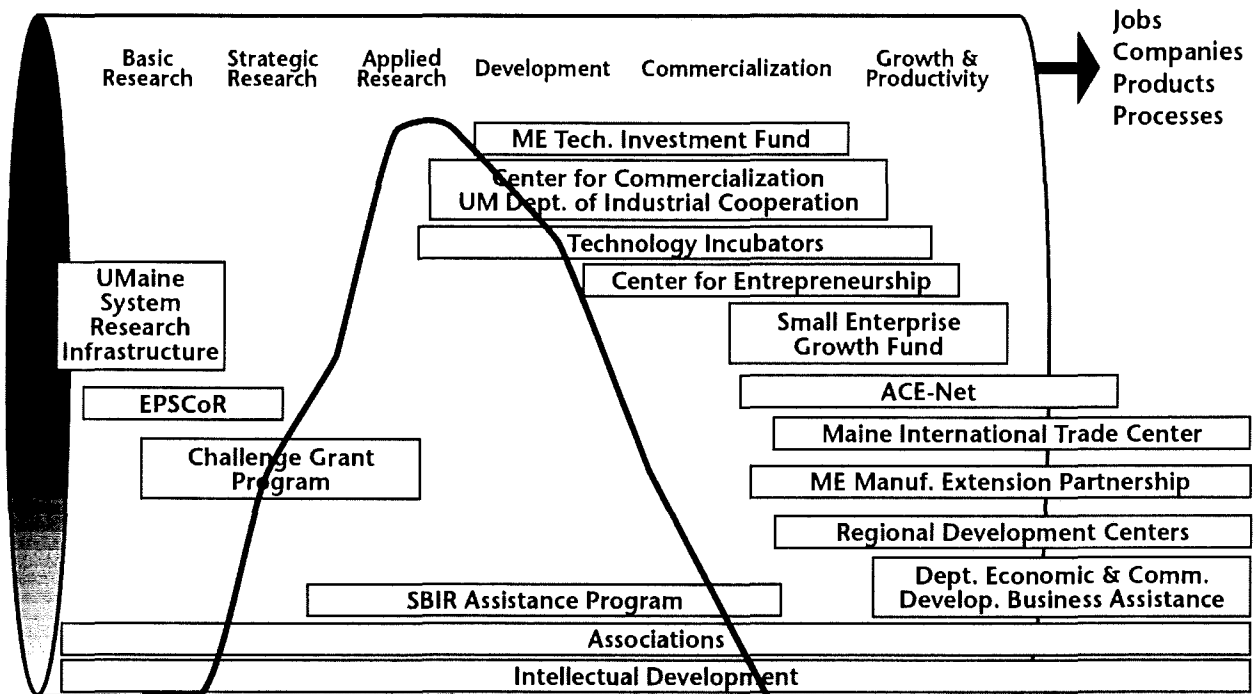 Basic
Research
Strategic
Research
Applied
Research
Development
Commercialization
Growth &
Productivity
Jobs
Companies
Products
Processes
ME Tech. Investment Fund
Center for Commercialization
UM Dept. of Industrial Cooperation
Technology Incubators
UMaine
System
Research
Infrastructure
Center for Entrepreneurship
Small Enterprise
Growth Fund
EPSCoR
ACE-Net
Maine International Trade Center
Challenge Grant
Program
ME Manuf. Extension Partnership
Regional Development Centers
Dept. Economic & Comm.
Develop. Business Assistance
SBIR Assistance Program
Associations
Intellectual Development